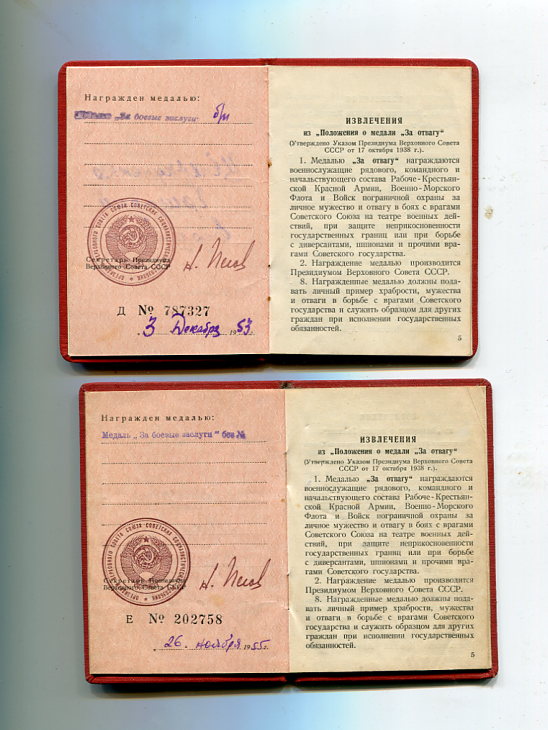 Награжден медалью:
Медаль „За боевые заслуги“ б/н
Секретарь Президиума
Верховного Совета СССР
Д № 787327
3 Декабря 1953
ИЗВЛЕЧЕНИЯ
из „Положения о медали „За отвагу“
(Утверждено Указом Президиума Верховного Совета
СССР от 17 октября 1938 г.).
1. Медалью „За отвагу“ награждаются
военнослужащие рядового, командного и
начальствующего состава Рабоче-Крестьян-
ской Красной Армии, Военно-Морского
Флота и Войск пограничной охраны за
личное мужество и отвагу в боях с врагами
Советского Союза на театре военных дей-
ствий, при защите неприкосновенности
государственных границ или при борьбе
с диверсантами, шпионами и прочими вра-
гами Советского государства.
2. Награждение медалью производится
Президиумом Верховного Совета СССР.
8. Награжденные медалью должны пода-
вать личный пример храбрости, мужества
и отваги в борьбе с врагами Советского
государства и служить образцом для других
граждан при исполнении государственных
обязанностей.
5
Награжден медалью:
Медаль „За боевые заслуги“ без №
Секретарь Президиума
Верховного Совета СССР
Е № 202758
26 ноября 1955 г.
ИЗВЛЕЧЕНИЯ
из „Положения о медали „За отвагу“
(Утверждено Указом Президиума Верховного Совета
СССР от 17 октября 1938 г.).
1. Медалью „За отвагу“ награждаются
военнослужащие рядового, командного и
начальствующего состава Рабоче-Крестьян-
ской Красной Армии, Военно-Морского
Флота и Войск пограничной охраны за
личное мужество и отвагу в боях с врагами
Советского Союза на театре военных дей-
ствий, при защите неприкосновенности
государственных границ или при борьбе
с диверсантами, шпионами и прочими вра-
гами Советского государства.
2. Награждение медалью производится
Президиумом Верховного Совета СССР.
8. Награжденные медалью должны пода-
вать личный пример храбрости, мужества
и отваги в борьбе с врагами Советского
государства и служить образцом для других
граждан при исполнении государственных
обязанностей.
5